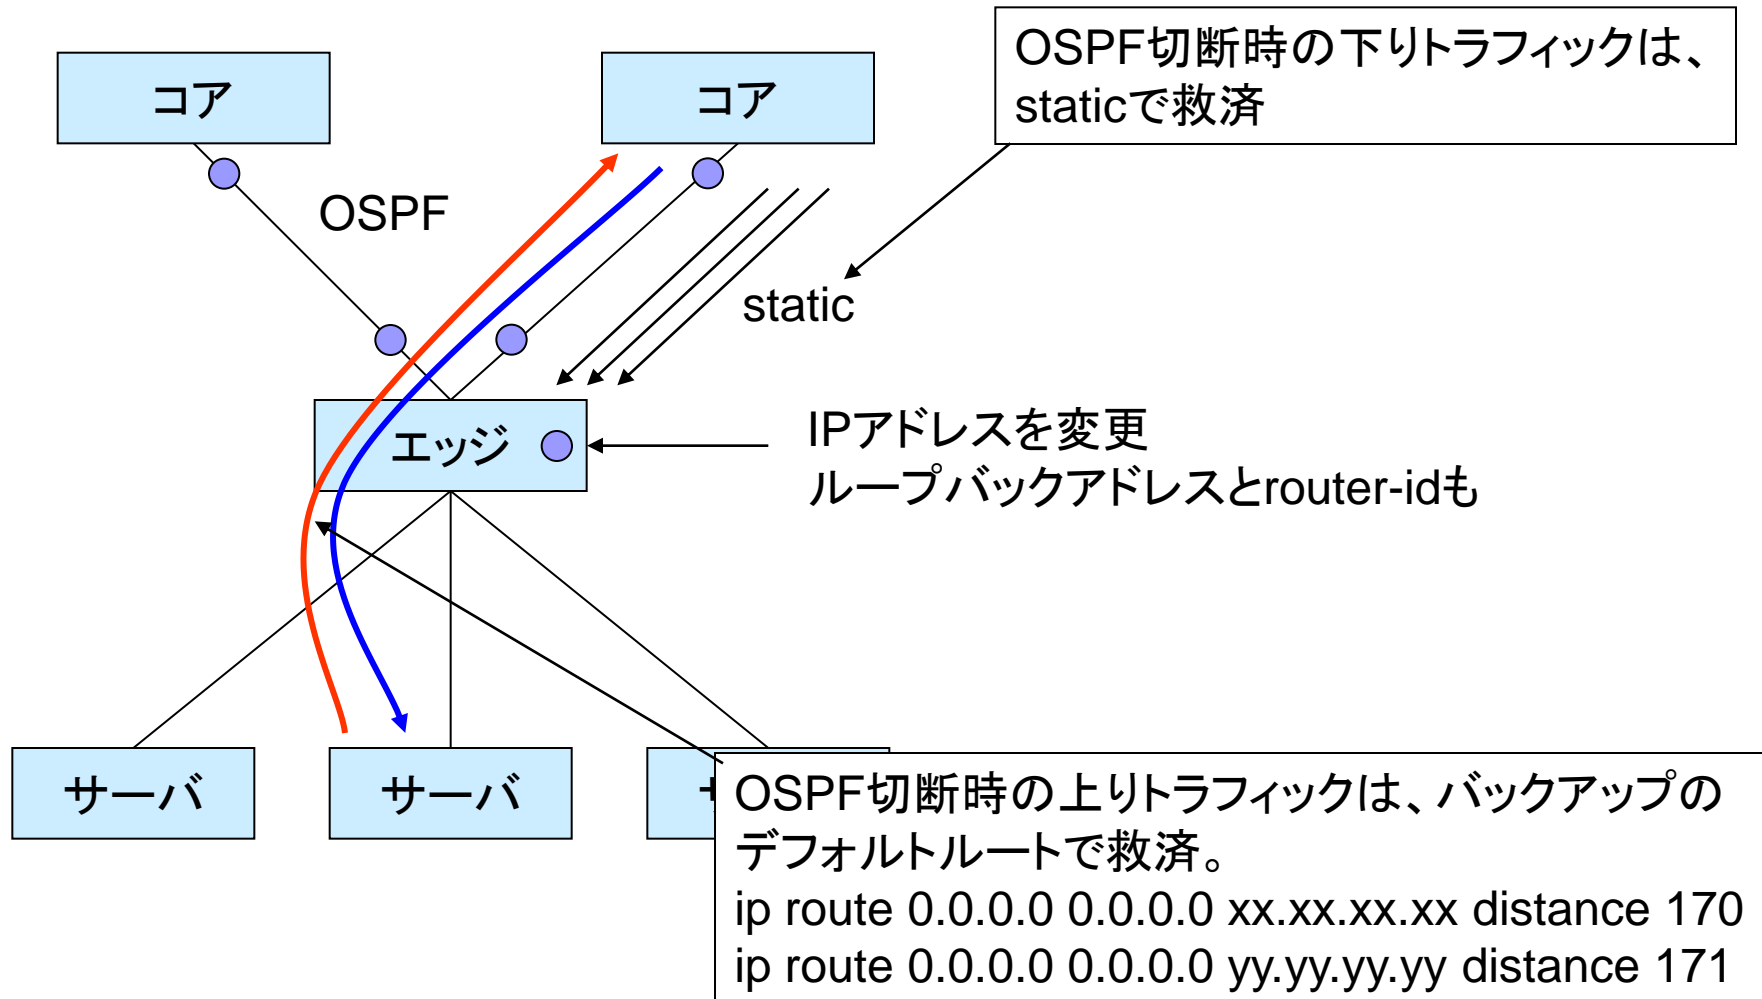 コア
コア
OSPF切断時の下りトラフィックは、
staticで救済
OSPF
static
エッジ
IPアドレスを変更
ループバックアドレスとrouter-idも
サーバ
サーバ
OSPF切断時の上りトラフィックは、バックアップの
デフォルトルートで救済。
ip route 0.0.0.0 0.0.0.0 xx.xx.xx.xx distance 170
ip route 0.0.0.0 0.0.0.0 yy.yy.yy.yy distance 171